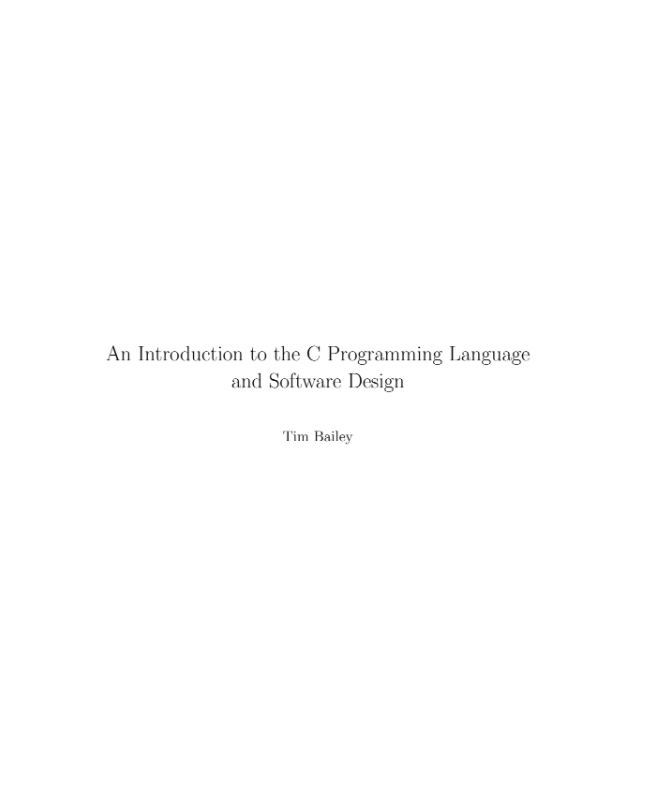 An Introduction to the C Programming Language
and Software Design
Tim Bailey